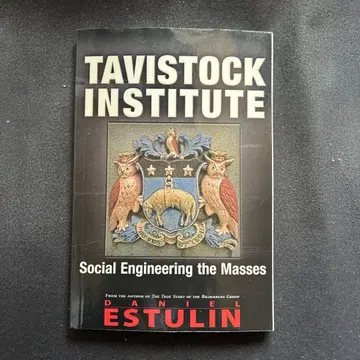 TAVISTOCK
INSTITUTE
Social Engineering the Masses
FROM THE AUTHOR OF THE TRUE STORY OF THE BILDERBERG GROUP
DANIEL
ESTULIN